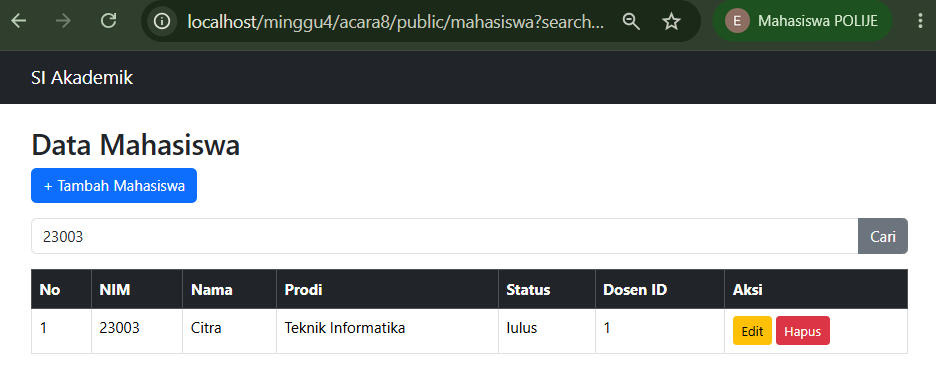 localhost/minggu4/acara8/public/mahasiswa?search...
E Mahasiswa POLIJE
SI Akademik
Data Mahasiswa
+ Tambah Mahasiswa
23003 Cari
No NIM Nama Prodi Status Dosen ID Aksi
1 23003 Citra Teknik Informatika lulus 1 Edit Hapus